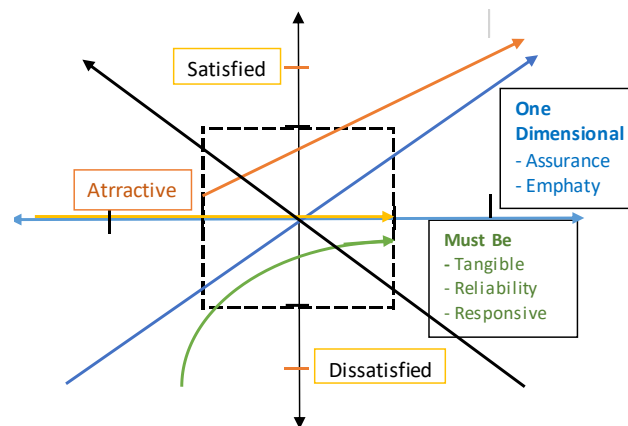 Satisfied
One
Dimensional
- Assurance
- Emphaty
Atrractive
Must Be
- Tangible
- Reliability
- Responsive
Dissatisfied